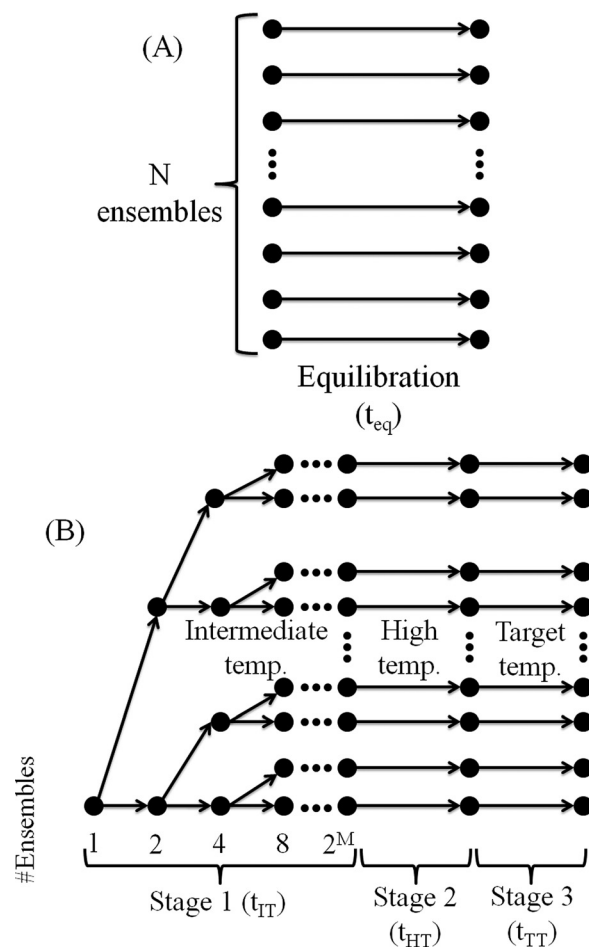 (A)
N
ensembles
Equilibration
(t_eq)
(B)
Intermediate
temp.
High
temp.
Target
temp.
#Ensembles
1 2 4 8 2^M
Stage 1 (t_IT)
Stage 2
(t_HT)
Stage 3
(t_TT)